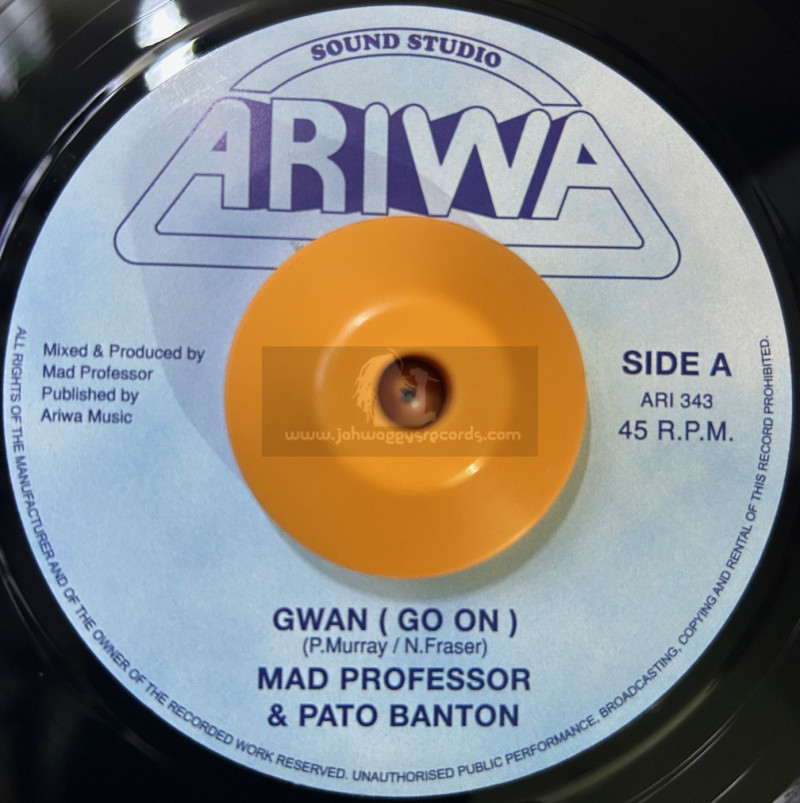 SOUND STUDIO
ARIWA
Mixed & Produced by
Mad Professor
Published by
Ariwa Music
SIDE A
ARI 343
45 R.P.M.
www.jahwaggysrecords.com
GWAN ( GO ON )
(P.Murray / N.Fraser)
MAD PROFESSOR
& PATO BANTON
ALL RIGHTS OF THE MANUFACTURER AND OF THE OWNER OF THE RECORDED WORK RESERVED. UNAUTHORISED PUBLIC PERFORMANCE, BROADCASTING, COPYING AND RENTAL OF THIS RECORD PROHIBITED.